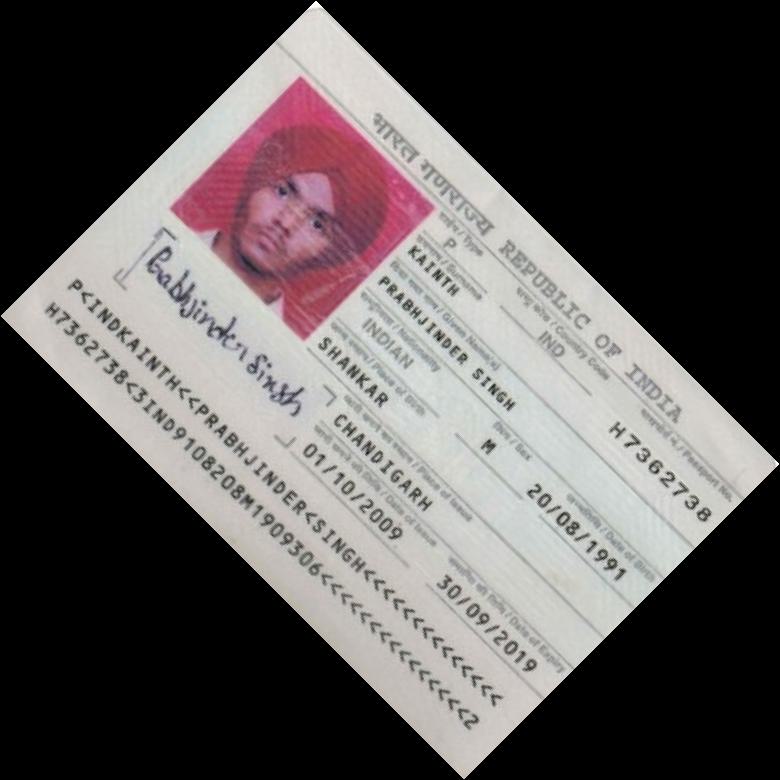 भारत गणराज्य REPUBLIC OF INDIA
टाईप / Type
P
राष्ट्र कोड / Country Code
IND
पासपोर्ट नं. / Passport No.
H7362738
उपनाम / Surname
KAINTH
दिया गया नाम / Given Name(s)
PRABHJINDER SINGH
राष्ट्रीयता / Nationality
INDIAN
लिंग / Sex
M
जन्मतिथि / Date of Birth
20/08/1991
जन्म स्थान / Place of Birth
SHANKAR
जारी करने का स्थान / Place of Issue
CHANDIGARH
जारी करने की तिथि / Date of Issue
01/10/2009
समाप्ति की तिथि / Date of Expiry
30/09/2019
Prabhjinder Singh
P<INDKAINTH<<PRABHJINDER<SINGH<<<<<<<<<<<<<<
H7362738<3IND9108208M1909306<<<<<<<<<<<<<<<2